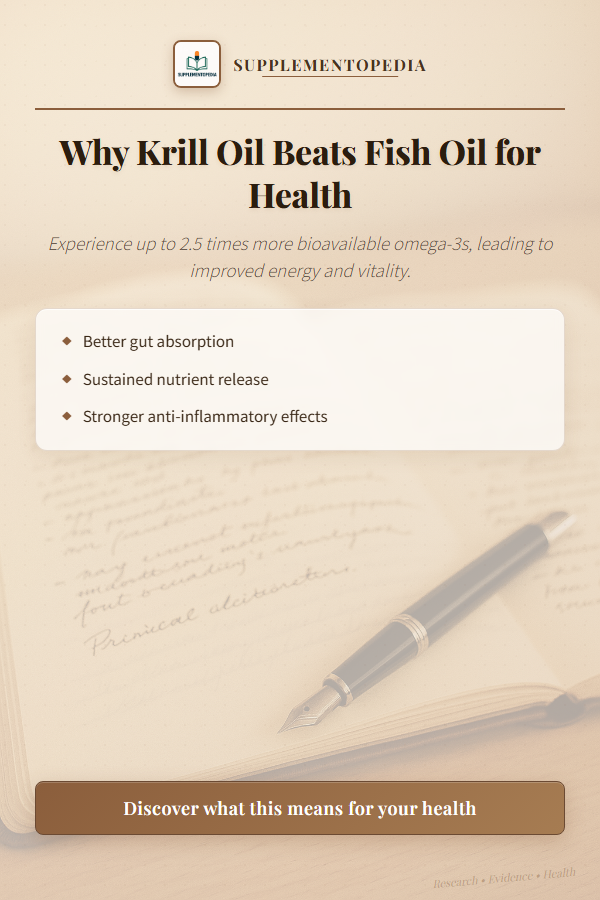 SUPPLEMENTOPEDIA
SUPPLEMENTOPEDIA
Why Krill Oil Beats Fish Oil for
Health
Experience up to 2.5 times more bioavailable omega-3s, leading to
improved energy and vitality.
Better gut absorption
Sustained nutrient release
Stronger anti-inflammatory effects
Discover what this means for your health
Research • Evidence • Health